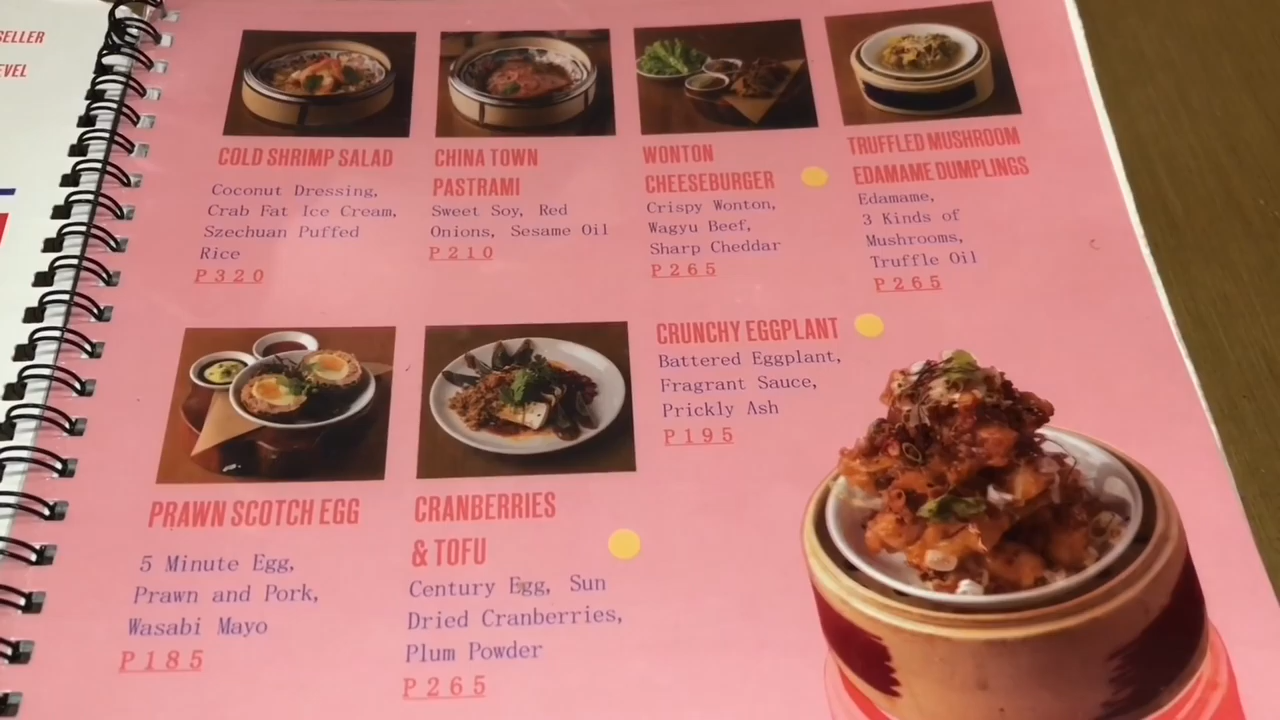 SELLER
EVEL
COLD SHRIMP SALAD
Coconut Dressing,
Crab Fat Ice Cream,
Szechuan Puffed
Rice
P320
CHINA TOWN
PASTRAMI
Sweet Soy, Red
Onions, Sesame Oil
P210
WONTON
CHEESEBURGER
Crispy Wonton,
Wagyu Beef,
Sharp Cheddar
P265
TRUFFLED MUSHROOM
EDAMAME DUMPLINGS
Edamame,
3 Kinds of
Mushrooms,
Truffle Oil
P265
PRAWN SCOTCH EGG
5 Minute Egg,
Prawn and Pork,
Wasabi Mayo
P185
CRANBERRIES
& TOFU
Century Egg, Sun
Dried Cranberries,
Plum Powder
P265
CRUNCHY EGGPLANT
Battered Eggplant,
Fragrant Sauce,
Prickly Ash
P195